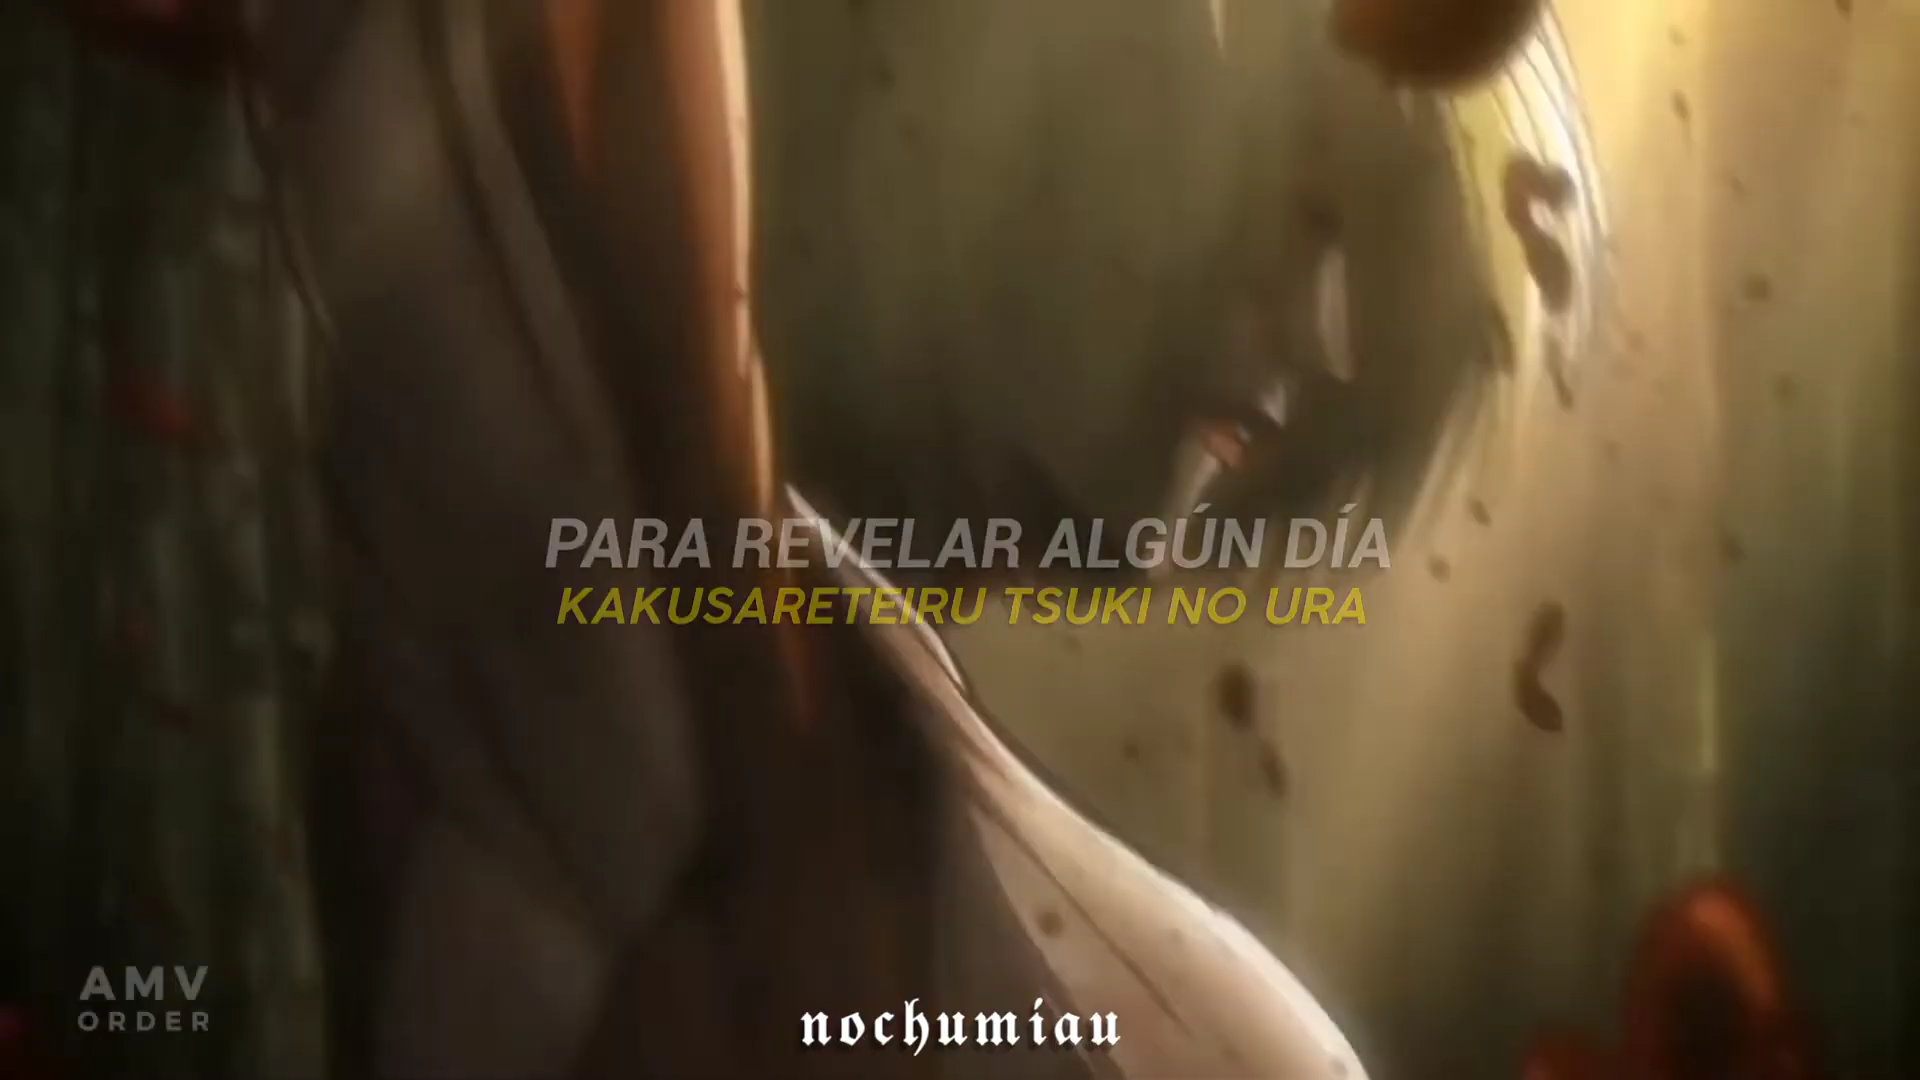 PARA REVELAR ALGÚN DÍA
KAKUSARETEIRU TSUKI NO URA
AMV
ORDER
nochumiau